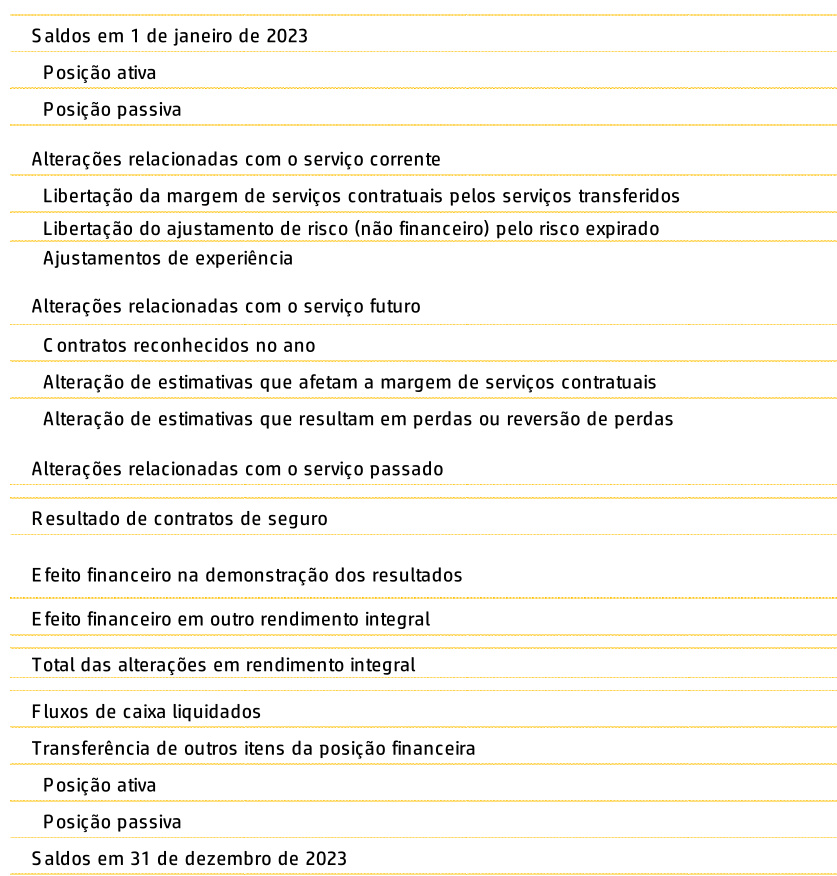 Saldos em 1 de janeiro de 2023
Posição ativa
Posição passiva
Alterações relacionadas com o serviço corrente
Libertação da margem de serviços contratuais pelos serviços transferidos
Libertação do ajustamento de risco (não financeiro) pelo risco expirado
Ajustamentos de experiência
Alterações relacionadas com o serviço futuro
Contratos reconhecidos no ano
Alteração de estimativas que afetam a margem de serviços contratuais
Alteração de estimativas que resultam em perdas ou reversão de perdas
Alterações relacionadas com o serviço passado
Resultado de contratos de seguro
Efeito financeiro na demonstração dos resultados
Efeito financeiro em outro rendimento integral
Total das alterações em rendimento integral
Fluxos de caixa liquidados
Transferência de outros itens da posição financeira
Posição ativa
Posição passiva
Saldos em 31 de dezembro de 2023